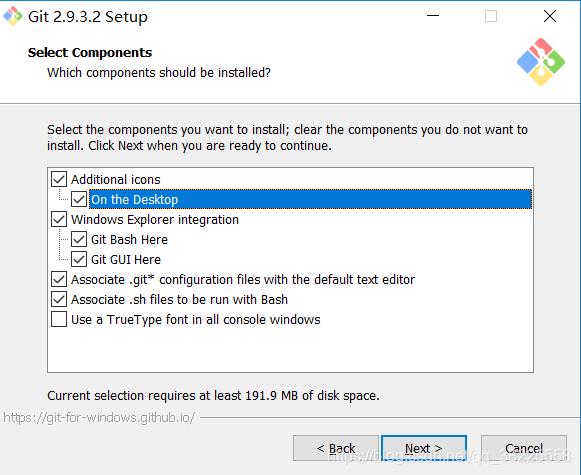 Git 2.9.3.2 Setup
Select Components
Which components should be installed?
Select the components you want to install; clear the components you do not want to
install. Click Next when you are ready to continue.
Additional icons
On the Desktop
Windows Explorer integration
Git Bash Here
Git GUI Here
Associate .git* configuration files with the default text editor
Associate .sh files to be run with Bash
Use a TrueType font in all console windows
Current selection requires at least 191.9 MB of disk space.
https://git-for-windows.github.io/
< Back
Next >
Cancel
https://blog.csdn.net/qq_38225558